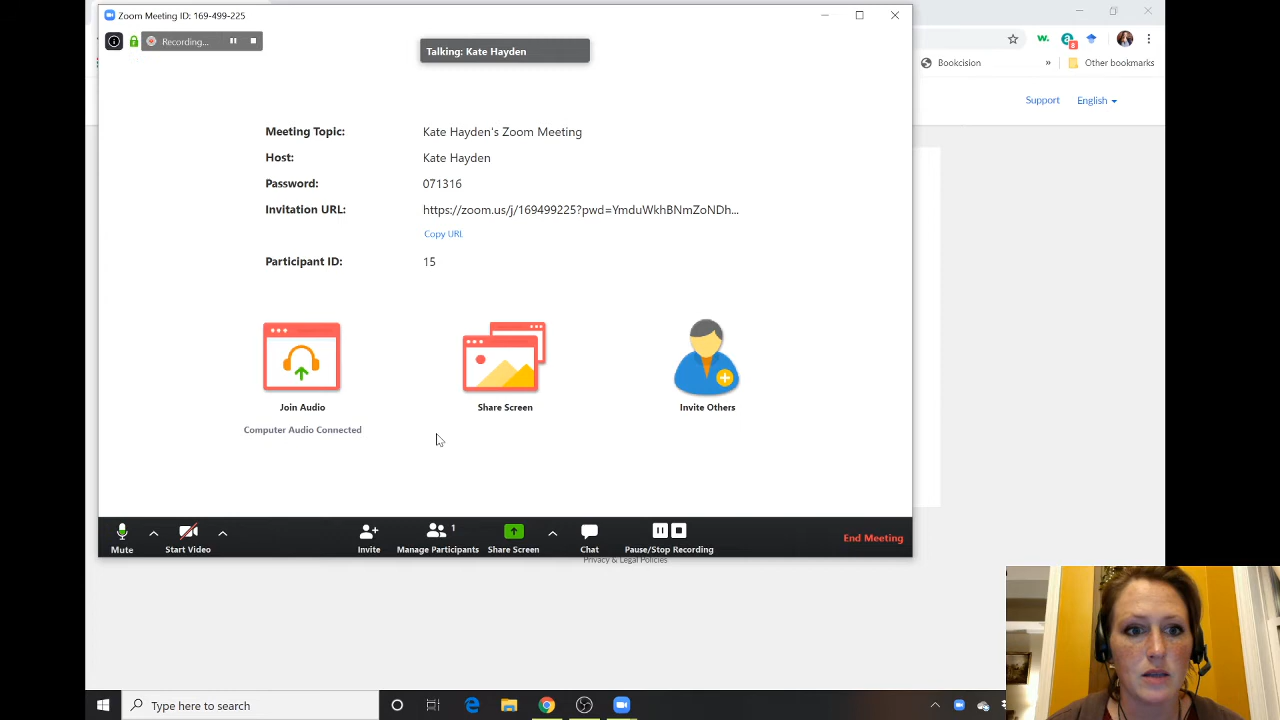 Zoom Meeting ID: 169-499-225
Recording...
Talking: Kate Hayden
Bookcision
»
Other bookmarks
Support
English
Meeting Topic: Kate Hayden's Zoom Meeting
Host: Kate Hayden
Password: 071316
Invitation URL: https://zoom.us/j/169499225?pwd=YmduWkhBNmZoNDh...
Copy URL
Participant ID: 15
Join Audio
Share Screen
Invite Others
Computer Audio Connected
1
Mute
Start Video
Invite
Manage Participants
Share Screen
Chat
Pause/Stop Recording
End Meeting
Privacy & Legal Policies
Type here to search